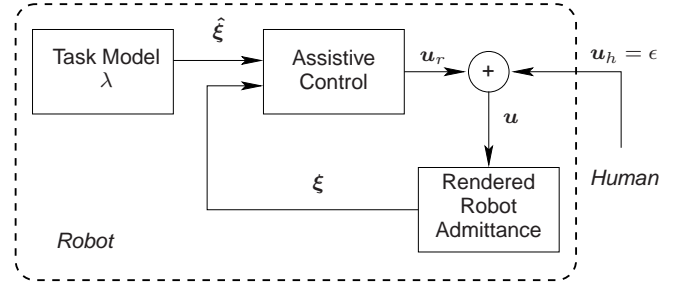 Task Model
λ
ξ̂
Assistive
Control
u_r
+
u_h = ϵ
u
ξ
Rendered
Robot
Admittance
Human
Robot